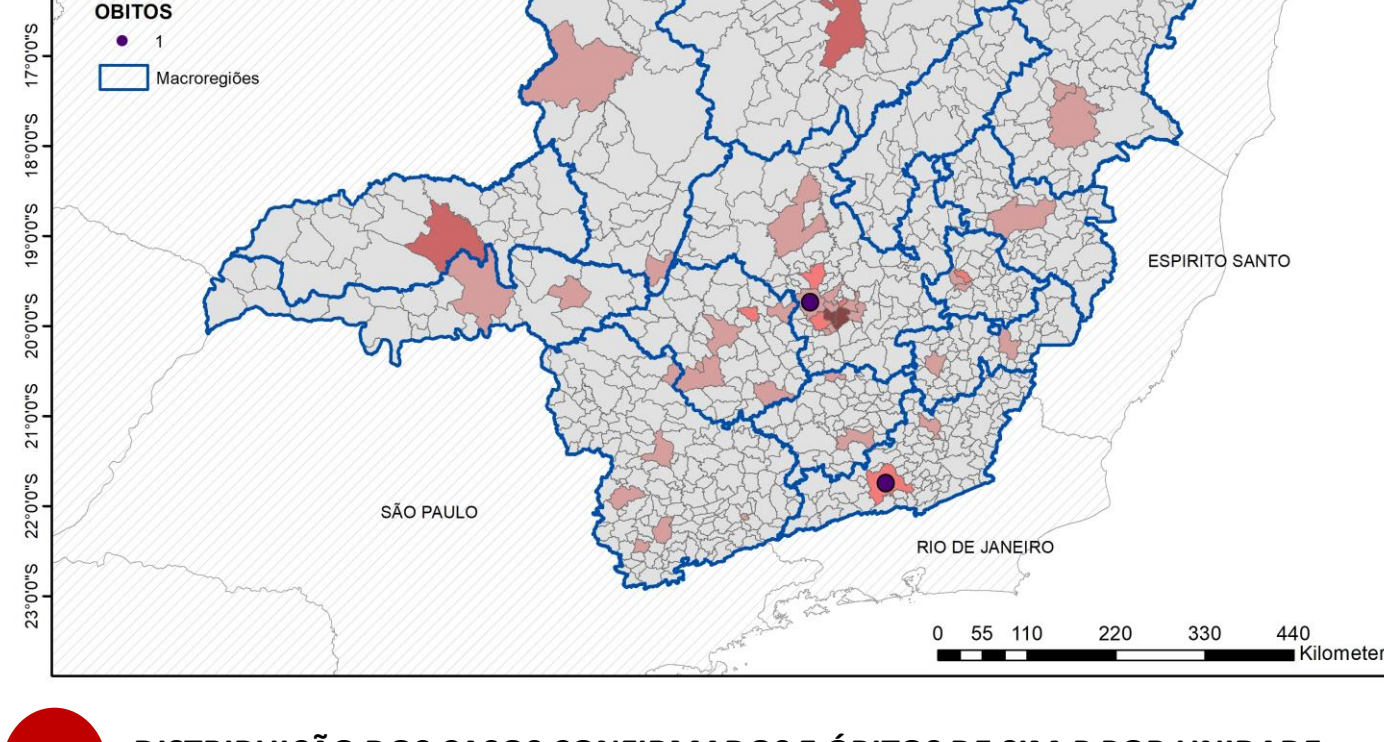 OBITOS
1
Macroregiões
17°0'0"S
18°0'0"S
19°0'0"S
20°0'0"S
21°0'0"S
22°0'0"S
23°0'0"S
ESPIRITO SANTO
SÃO PAULO
RIO DE JANEIRO
0 55 110 220 330 440
Kilometer